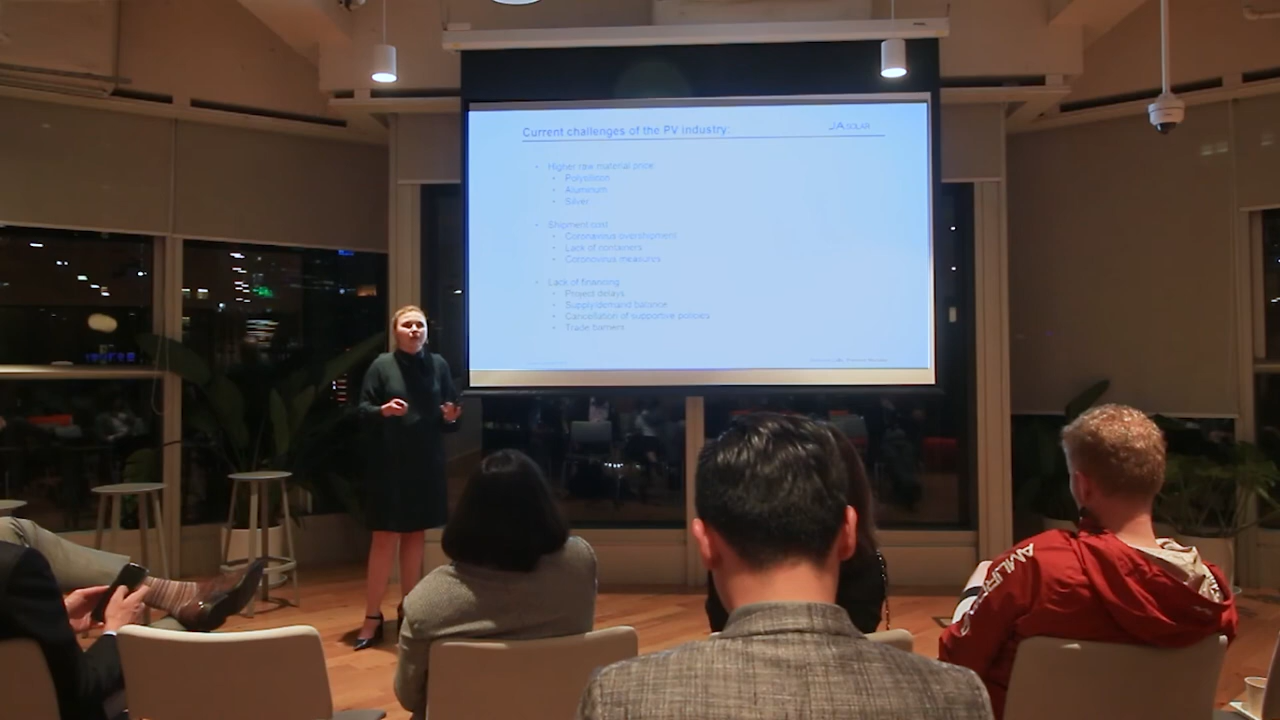 Current challenges of the PV industry:
JA SOLAR
Higher raw material price
Polysilicon
Aluminum
Silver
Shipment cost
Coronavirus overshipment
Lack of containers
Coronovirus measures
Lack of financing
Project delays
Supply/demand balance
Cancellation of supportive policies
Trade barriers